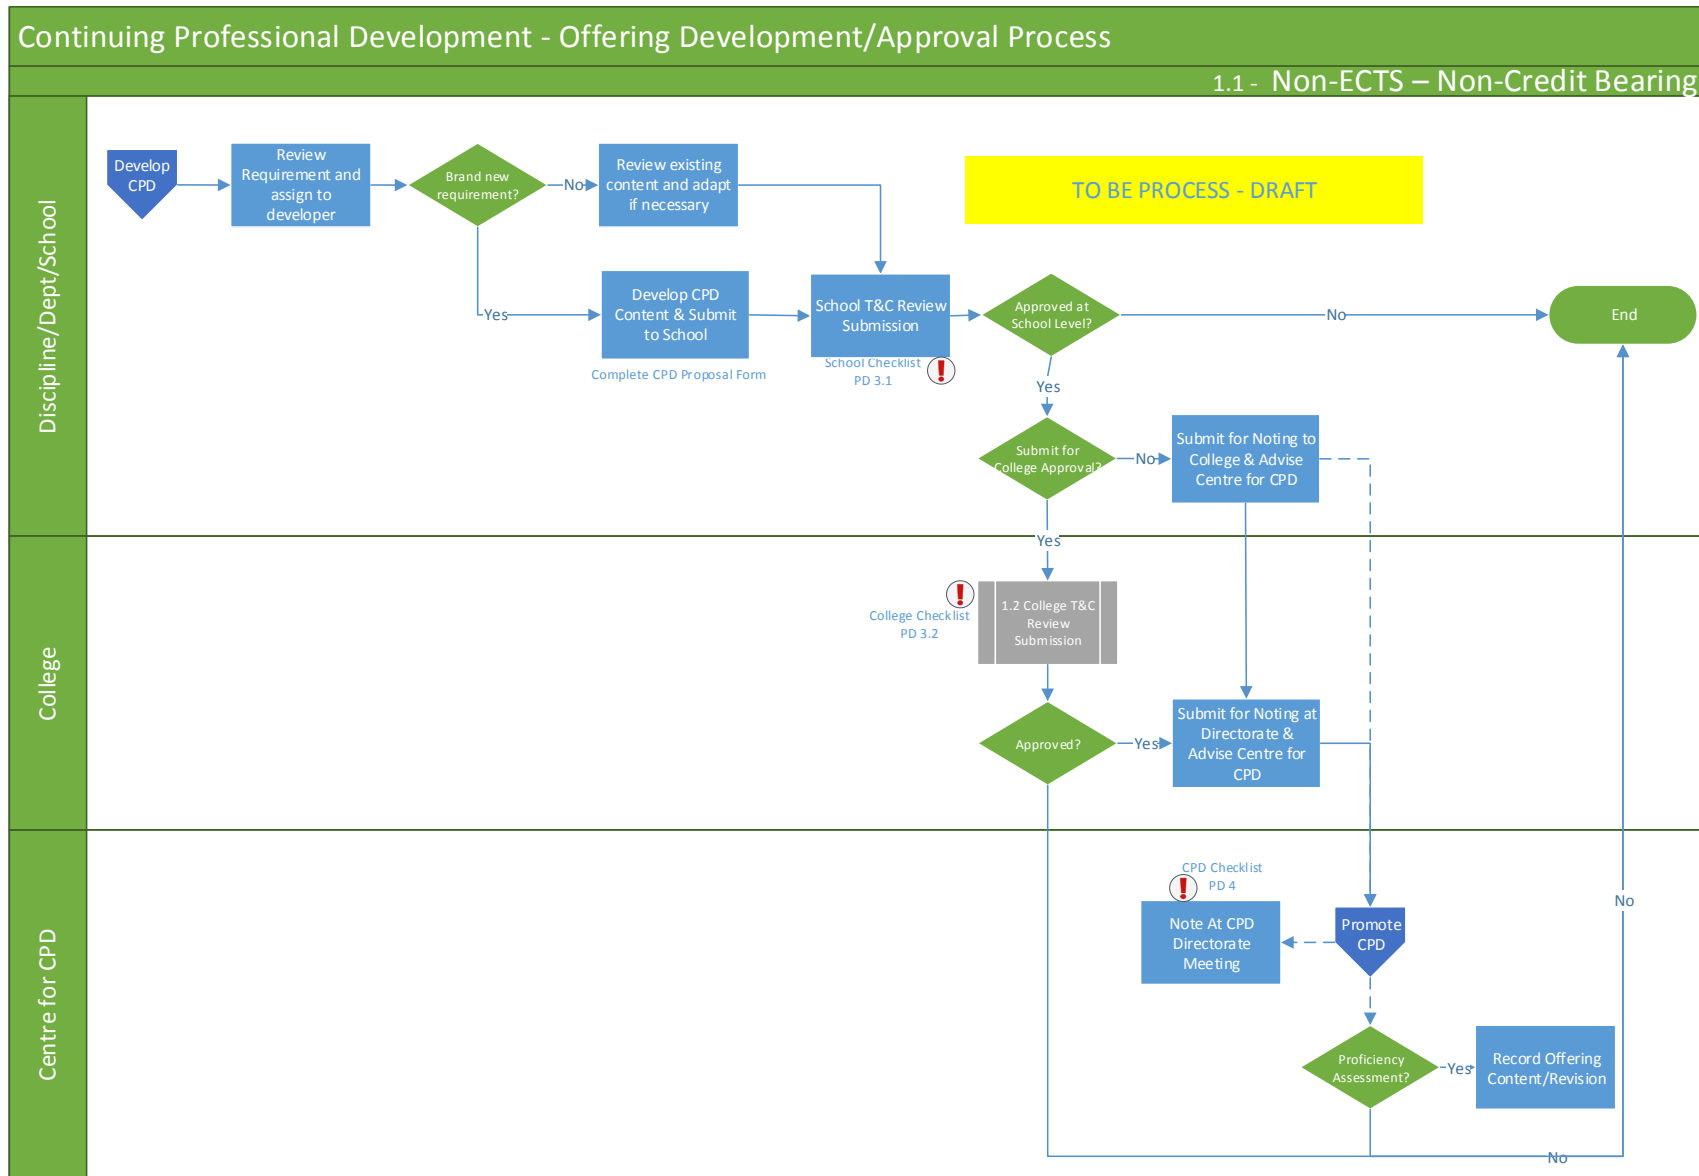 Continuing Professional Development - Offering Development/Approval Process
1.1 - Non-ECTS – Non-Credit Bearing
Discipline/Dept/School
Develop
CPD
Review
Requirement and
assign to
developer
Brand new
requirement?
No
Review existing
content and adapt
if necessary
TO BE PROCESS - DRAFT
Yes
Develop CPD
Content & Submit
to School
Complete CPD Proposal Form
School T&C Review
Submission
School Checklist
PD 3.1
Approved at
School Level?
No
End
Yes
Submit for
College Approval?
No
Submit for Noting to
College & Advise
Centre for CPD
Yes
College
College Checklist
PD 3.2
1.2 College T&C
Review
Submission
Approved?
Yes
Submit for Noting at
Directorate &
Advise Centre for
CPD
Centre for CPD
CPD Checklist
PD 4
Note At CPD
Directorate
Meeting
Promote
CPD
No
Proficiency
Assessment?
Yes
Record Offering
Content/Revision
No